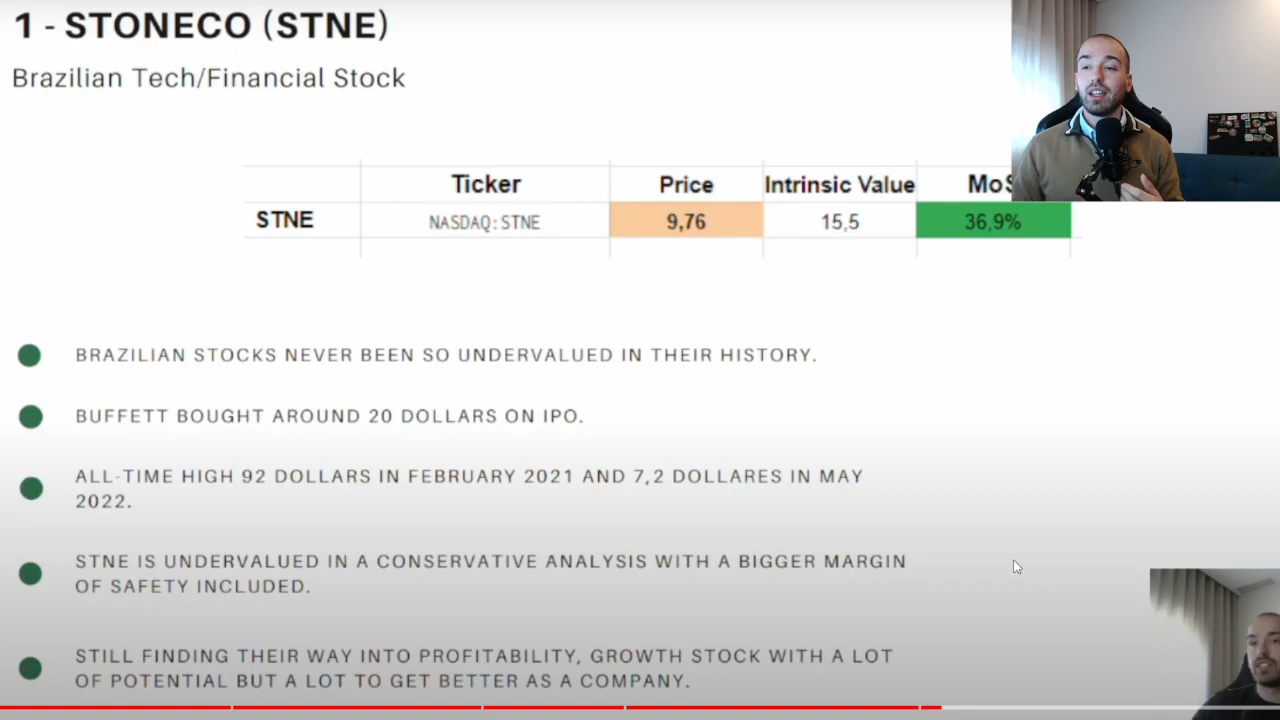 1 - STONECO (STNE)
Brazilian Tech/Financial Stock
Ticker Price Intrinsic Value MoS
STNE NASDAQ:STNE 9,76 15,5 36,9%
BRAZILIAN STOCKS NEVER BEEN SO UNDERVALUED IN THEIR HISTORY.
BUFFETT BOUGHT AROUND 20 DOLLARS ON IPO.
ALL-TIME HIGH 92 DOLLARS IN FEBRUARY 2021 AND 7,2 DOLLARES IN MAY
2022.
STNE IS UNDERVALUED IN A CONSERVATIVE ANALYSIS WITH A BIGGER MARGIN
OF SAFETY INCLUDED.
STILL FINDING THEIR WAY INTO PROFITABILITY, GROWTH STOCK WITH A LOT
OF POTENTIAL BUT A LOT TO GET BETTER AS A COMPANY.